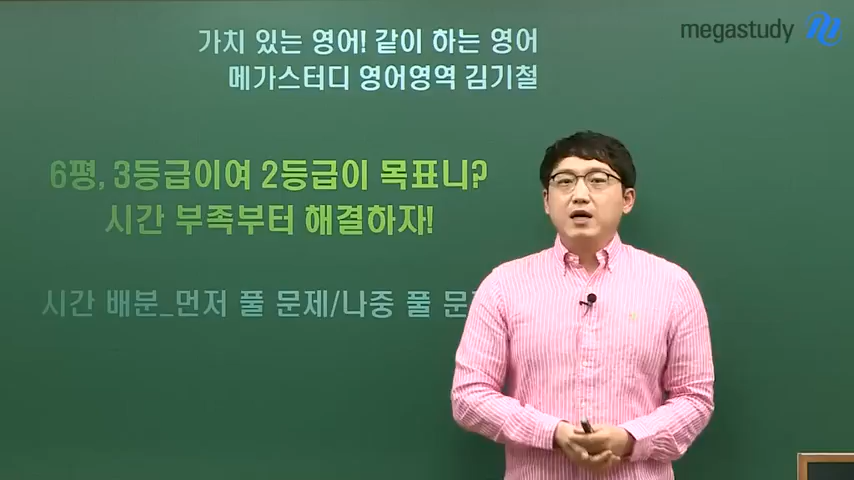 megastudy
가치 있는 영어! 같이 하는 영어
메가스터디 영어영역 김기철
6평, 3등급이여 2등급이 목표니?
시간 부족부터 해결하자!
시간 배분_먼저 풀 문제/나중 풀